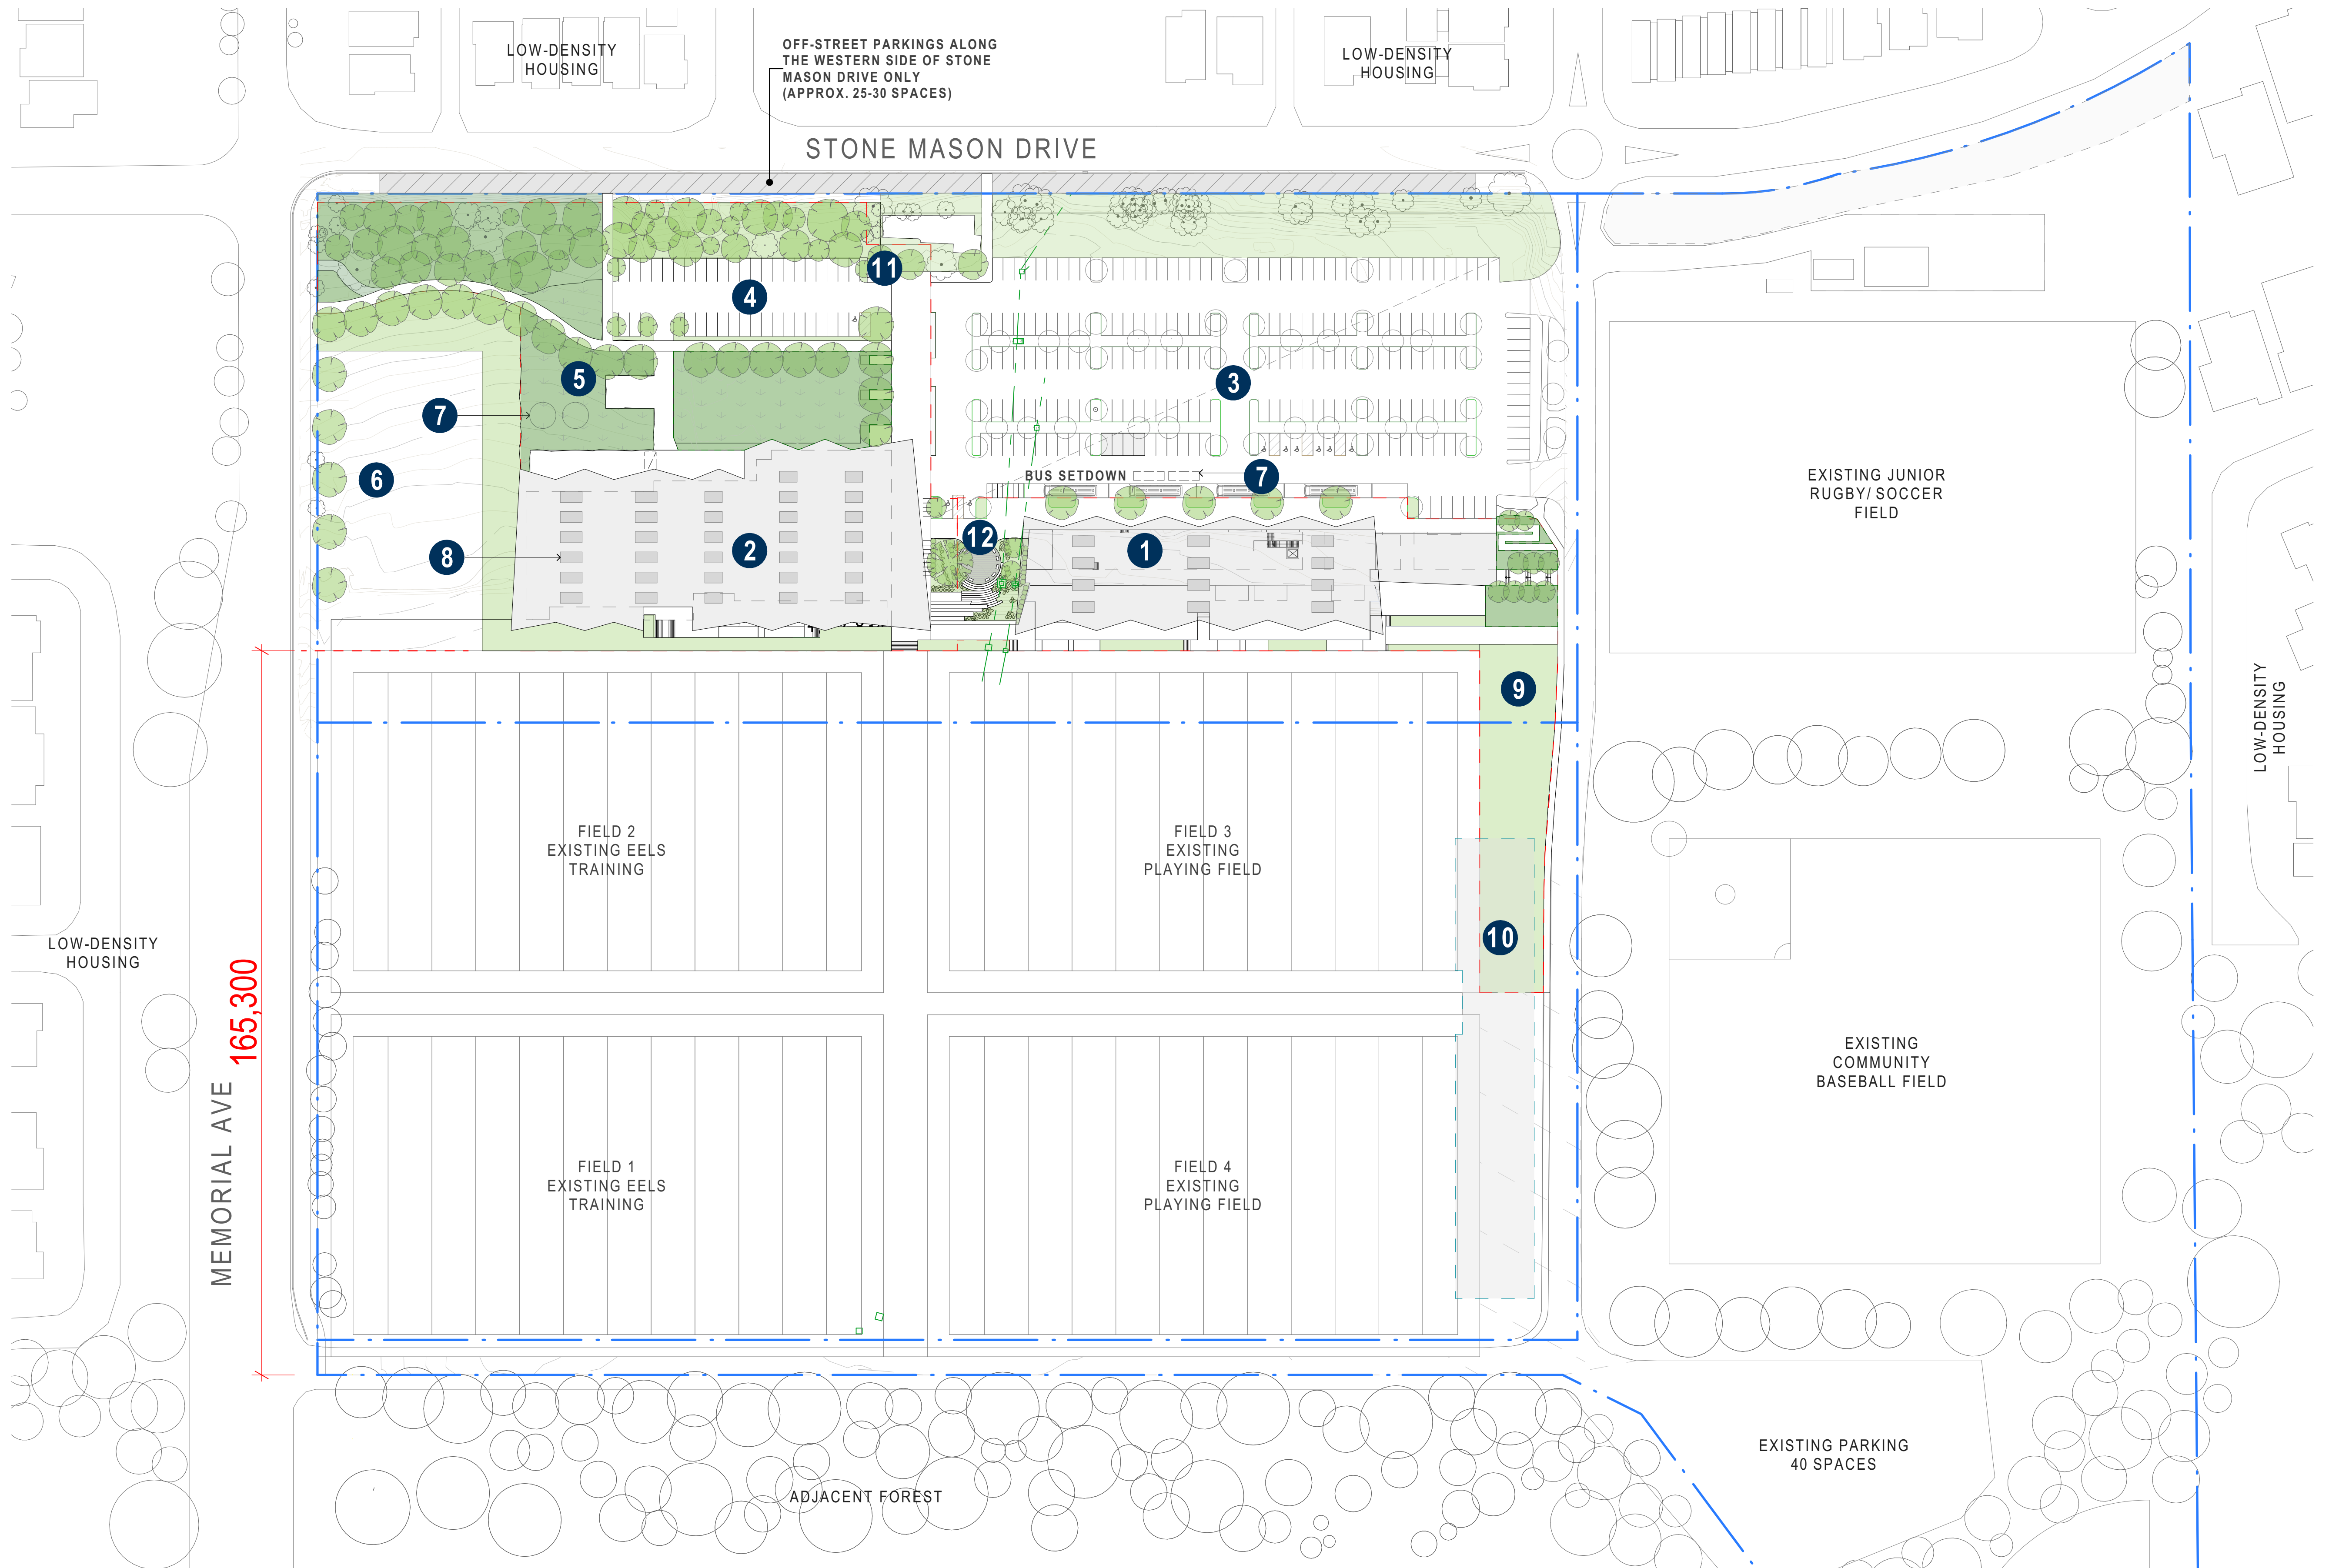 LOW-DENSITY
HOUSING
OFF-STREET PARKINGS ALONG
THE WESTERN SIDE OF STONE
MASON DRIVE ONLY
(APPROX. 25-30 SPACES)
LOW-DENSITY
HOUSING
STONE MASON DRIVE
11
4
5
3
7
6
BUS SETDOWN
7
8
2
12
1
EXISTING JUNIOR
RUGBY/ SOCCER
FIELD
9
LOW-DENSITY
HOUSING
FIELD 2
EXISTING EELS
TRAINING
FIELD 3
EXISTING
PLAYING FIELD
10
LOW-DENSITY
HOUSING
165,300
MEMORIAL AVE
EXISTING
COMMUNITY
BASEBALL FIELD
FIELD 1
EXISTING EELS
TRAINING
FIELD 4
EXISTING
PLAYING FIELD
EXISTING PARKING
40 SPACES
ADJACENT FOREST